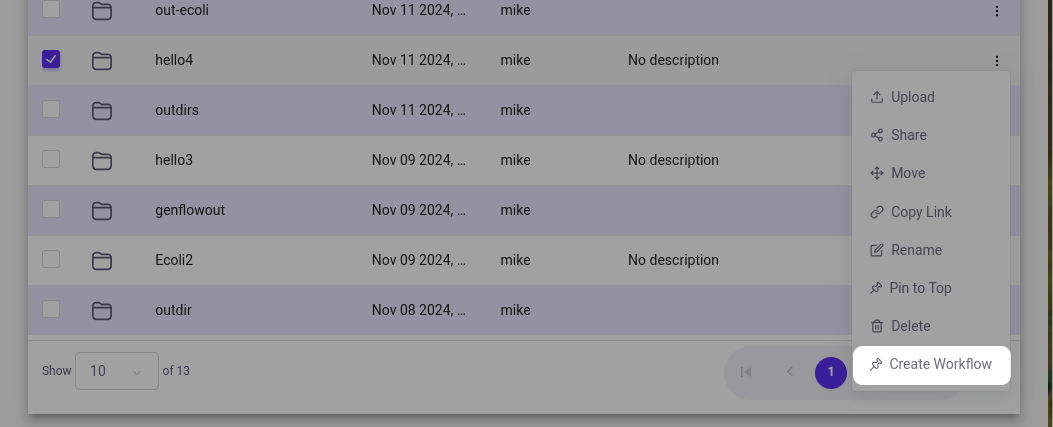 out-ecoli Nov 11 2024, ... mike
hello4 Nov 11 2024, ... mike No description
outdirs Nov 11 2024, ... mike
hello3 Nov 09 2024, ... mike No description
genflowout Nov 09 2024, ... mike
Ecoli2 Nov 09 2024, ... mike No description
outdir Nov 08 2024, ... mike
Upload
Share
Move
Copy Link
Rename
Pin to Top
Delete
Create Workflow
Show 10 of 13 1